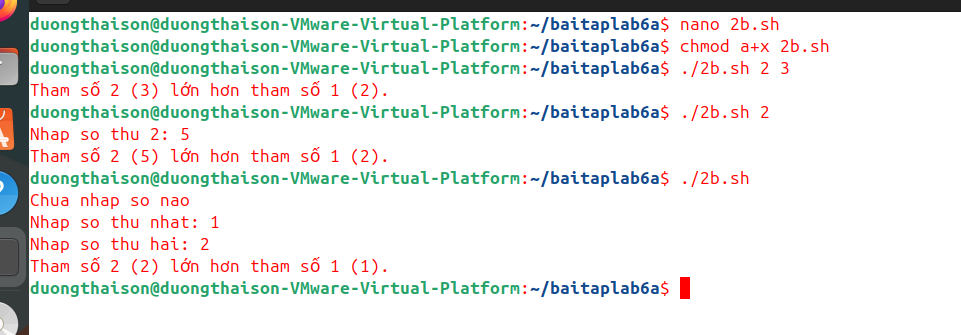 duongthaison@duongthaison-VMware-Virtual-Platform:~/baitaplab6a$ nano 2b.sh
duongthaison@duongthaison-VMware-Virtual-Platform:~/baitaplab6a$ chmod a+x 2b.sh
duongthaison@duongthaison-VMware-Virtual-Platform:~/baitaplab6a$ ./2b.sh 2 3
Tham số 2 (3) lớn hơn tham số 1 (2).
duongthaison@duongthaison-VMware-Virtual-Platform:~/baitaplab6a$ ./2b.sh 2
Nhap so thu 2: 5
Tham số 2 (5) lớn hơn tham số 1 (2).
duongthaison@duongthaison-VMware-Virtual-Platform:~/baitaplab6a$ ./2b.sh
Chua nhap so nao
Nhap so thu nhat: 1
Nhap so thu hai: 2
Tham số 2 (2) lớn hơn tham số 1 (1).
duongthaison@duongthaison-VMware-Virtual-Platform:~/baitaplab6a$